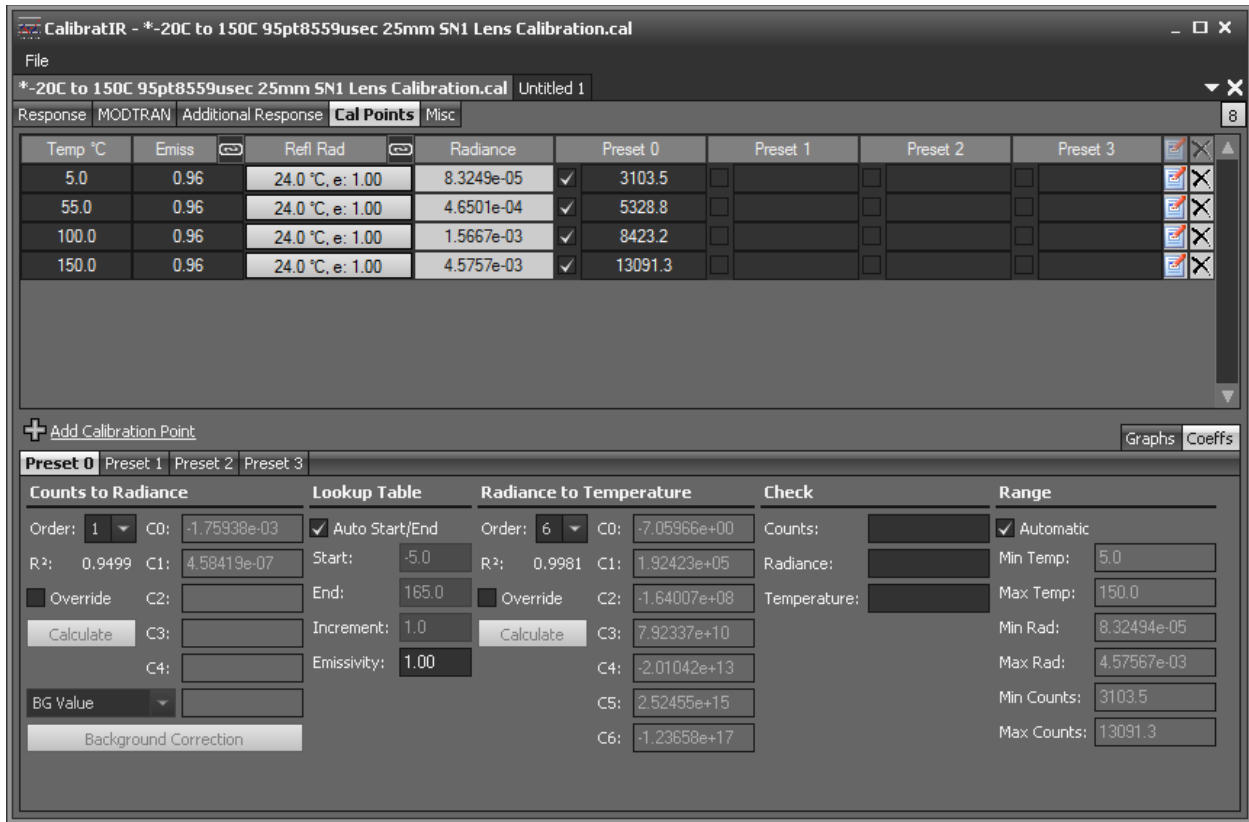 CalibratIR - *-20C to 150C 95pt8559usec 25mm SN1 Lens Calibration.cal
File
*-20C to 150C 95pt8559usec 25mm SN1 Lens Calibration.cal Untitled 1
Response MODTRAN Additional Response Cal Points Misc 8
Temp °C Emiss Refl Rad Radiance Preset 0 Preset 1 Preset 2 Preset 3
5.0 0.96 24.0 °C, e: 1.00 8.3249e-05 3103.5
55.0 0.96 24.0 °C, e: 1.00 4.6501e-04 5328.8
100.0 0.96 24.0 °C, e: 1.00 1.5667e-03 8423.2
150.0 0.96 24.0 °C, e: 1.00 4.5757e-03 13091.3
Add Calibration Point
Graphs Coeffs
Preset 0 Preset 1 Preset 2 Preset 3
Counts to Radiance Lookup Table Radiance to Temperature Check Range
Order: 1 C0: -1.75938e-03 Auto Start/End Order: 6 C0: -7.05966e+00 Counts: Automatic
R²: 0.9499 C1: 4.58419e-07 Start: -5.0 R²: 0.9981 C1: 1.92423e+05 Radiance: Min Temp: 5.0
Override C2: End: 165.0 Override C2: -1.64007e+08 Temperature: Max Temp: 150.0
Calculate C3: Increment: 1.0 Calculate C3: 7.92337e+10 Min Rad: 8.32494e-05
C4: Emissivity: 1.00 C4: -2.01042e+13 Max Rad: 4.57567e-03
BG Value C5: 2.52455e+15 Min Counts: 3103.5
Background Correction C6: -1.23658e+17 Max Counts: 13091.3